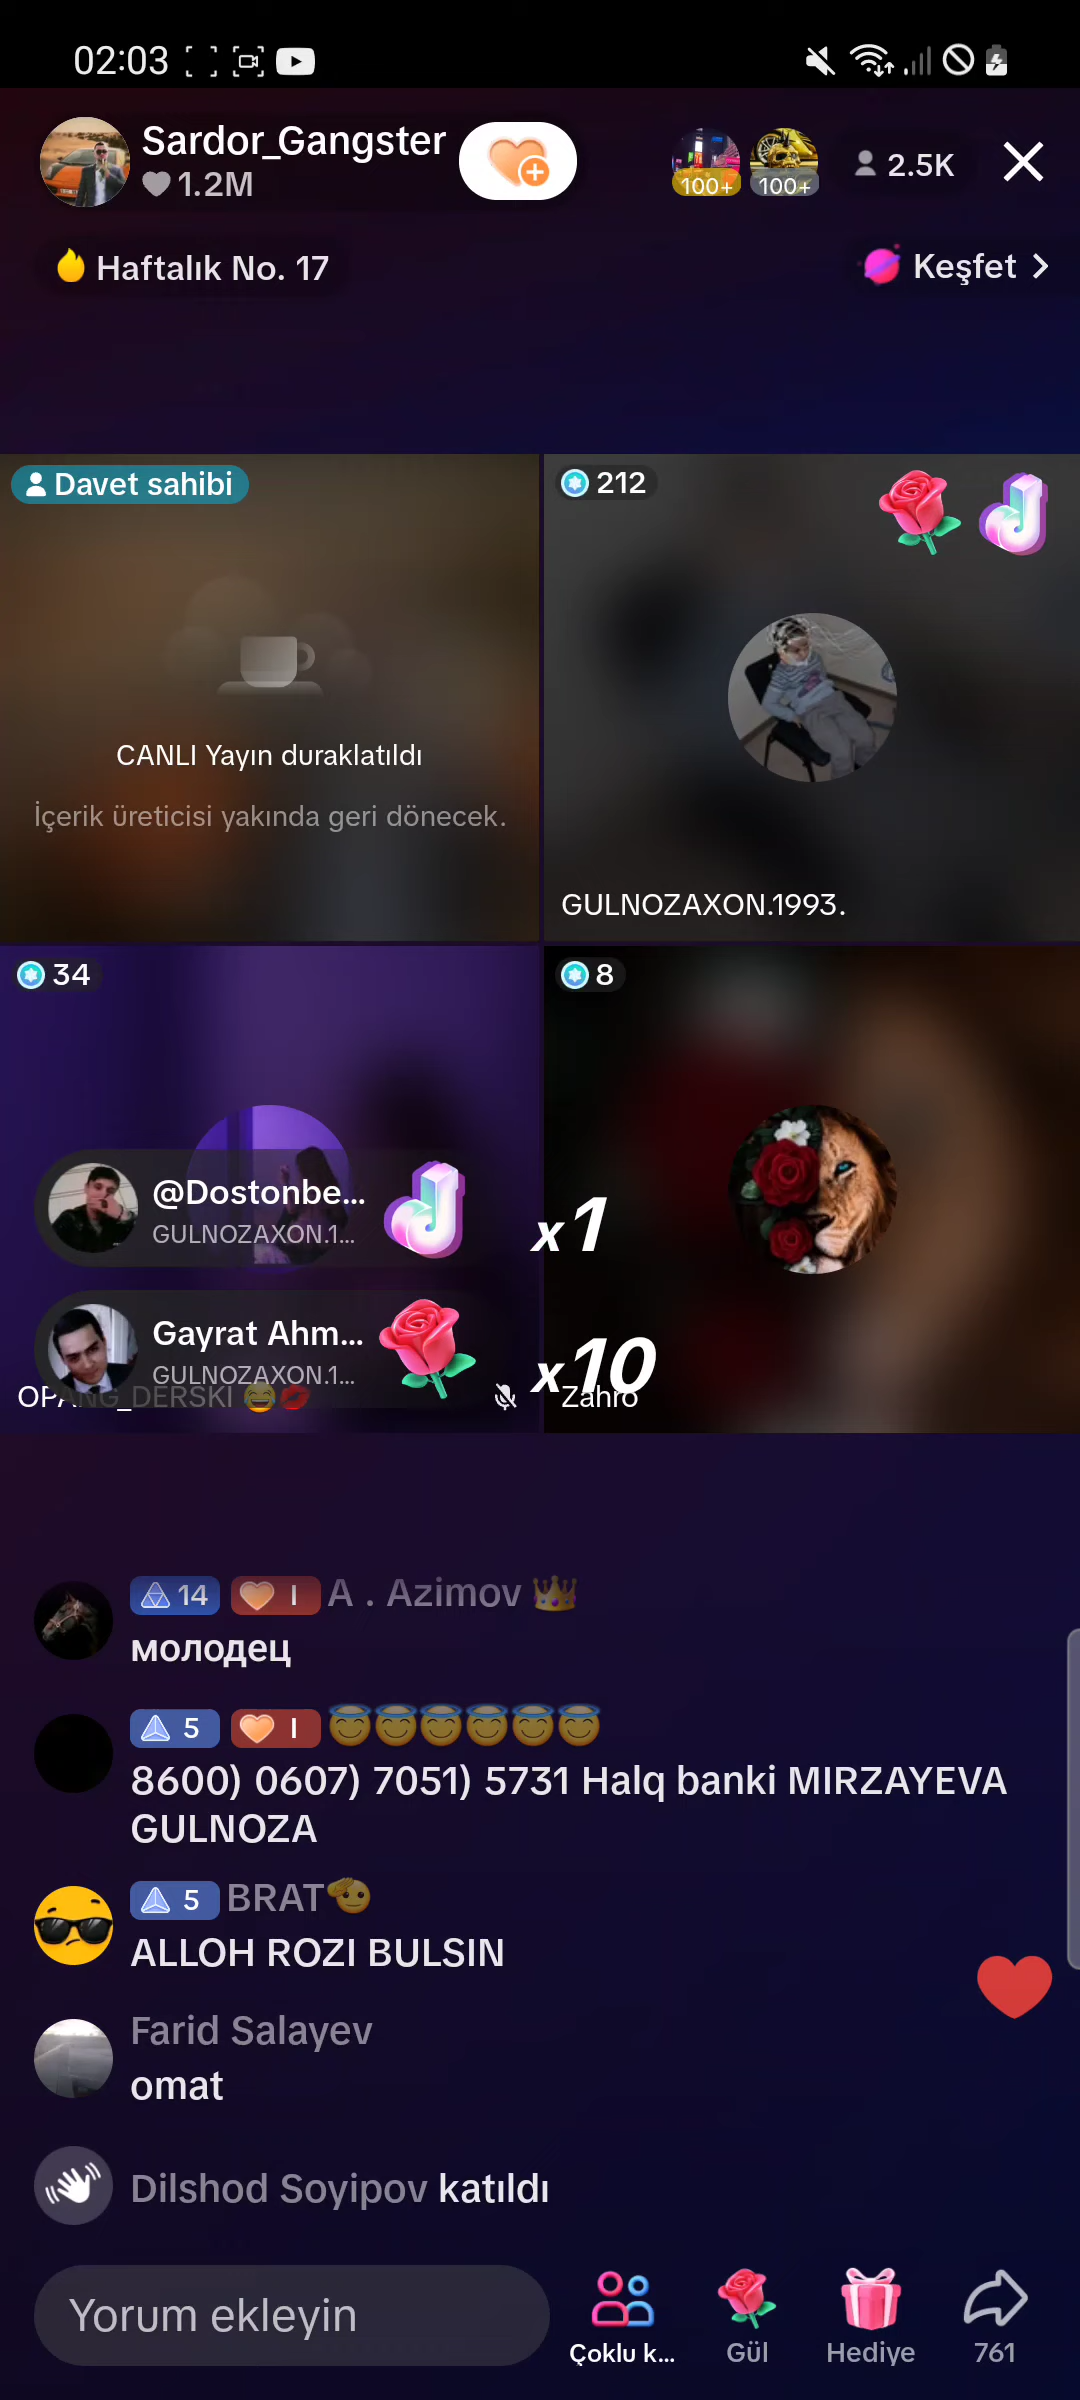 02:03
Sardor_Gangster
1.2M
100+
100+
2.5K
Haftalık No. 17
Keşfet
Davet sahibi
212
CANLI Yayın duraklatıldı
İçerik üreticisi yakında geri dönecek.
GULNOZAXON.1993.
34
8
@Dostonbe...
GULNOZAXON.1...
x1
Gayrat Ahm...
GULNOZAXON.1...
x10
OPANG_DERSKI 😂💋
Zahro
14 I A . Azimov 👑
молодец
5 I 😇😇😇😇😇😇
8600) 0607) 7051) 5731 Halq banki MIRZAYEVA
GULNOZA
5 BRAT🫡
ALLOH ROZI BULSIN
Farid Salayev
omat
Dilshod Soyipov katıldı
Yorum ekleyin
Çoklu k...
Gül
Hediye
761